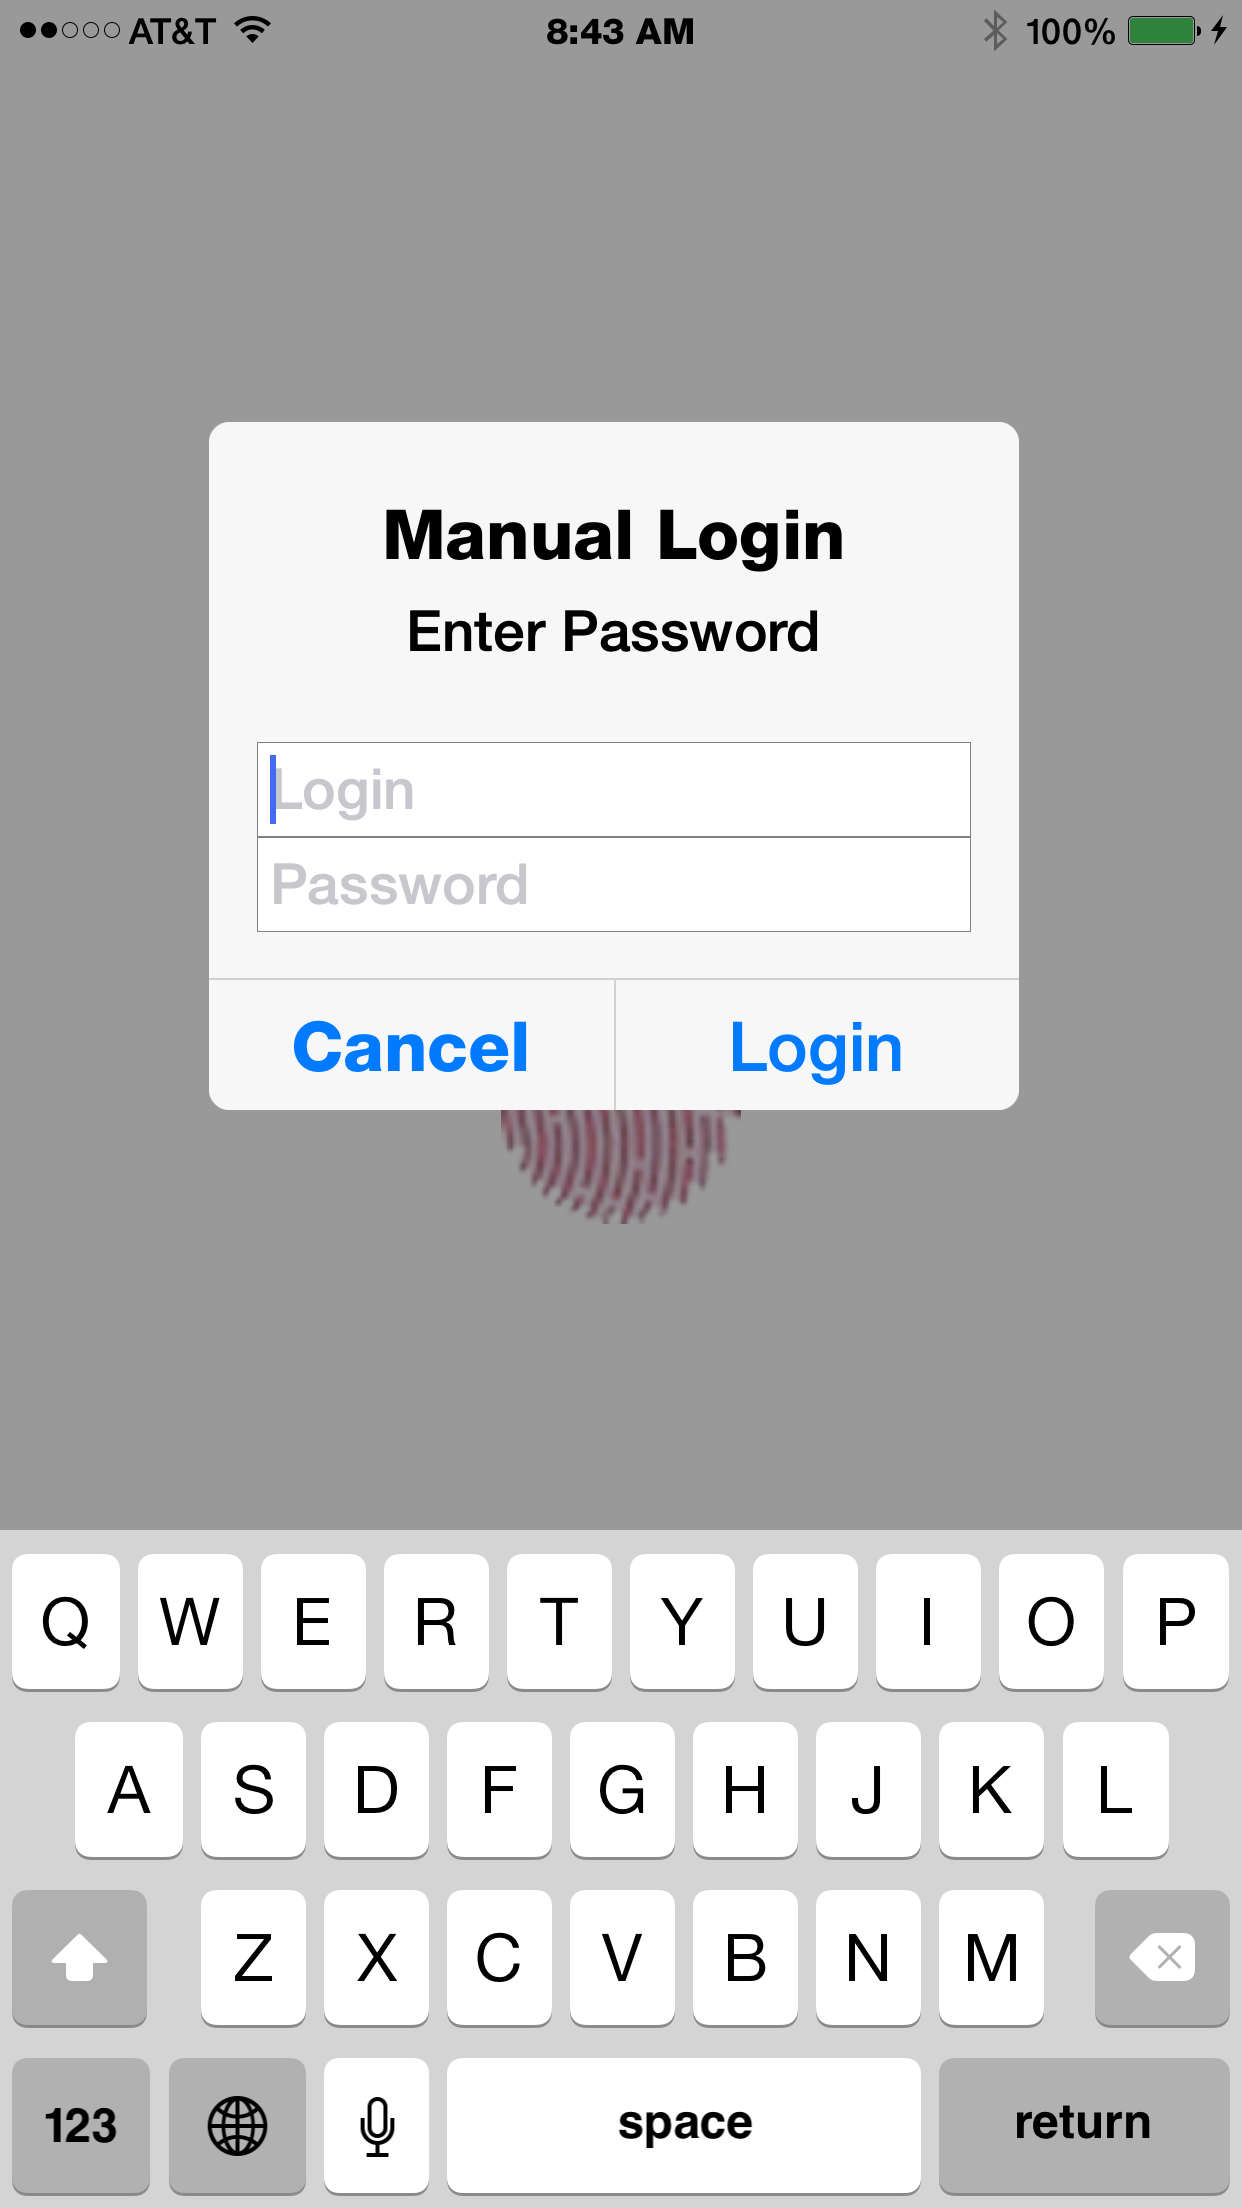 AT&T 8:43 AM 100%
Manual Login
Enter Password
Login
Password
Cancel Login
Q W E R T Y U I O P
A S D F G H J K L
Z X C V B N M
123 space return